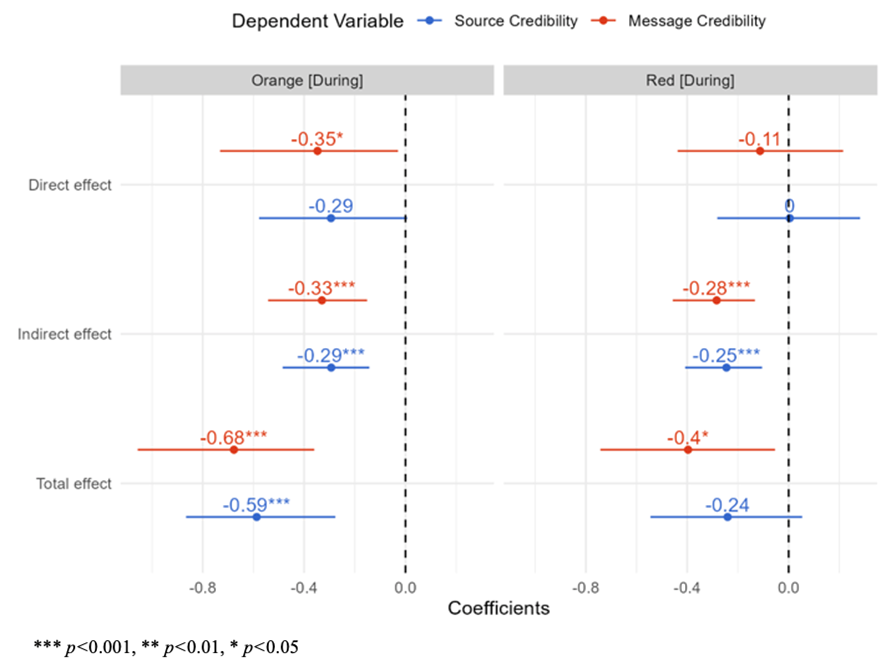 Dependent Variable Source Credibility Message Credibility
Orange [During] Red [During]
-0.35* -0.11
Direct effect
-0.29 0
-0.33*** -0.28***
Indirect effect
-0.29*** -0.25***
-0.68*** -0.4*
Total effect
-0.59*** -0.24
-0.8 -0.4 0.0 -0.8 -0.4 0.0
Coefficients
*** p<0.001, ** p<0.01, * p<0.05